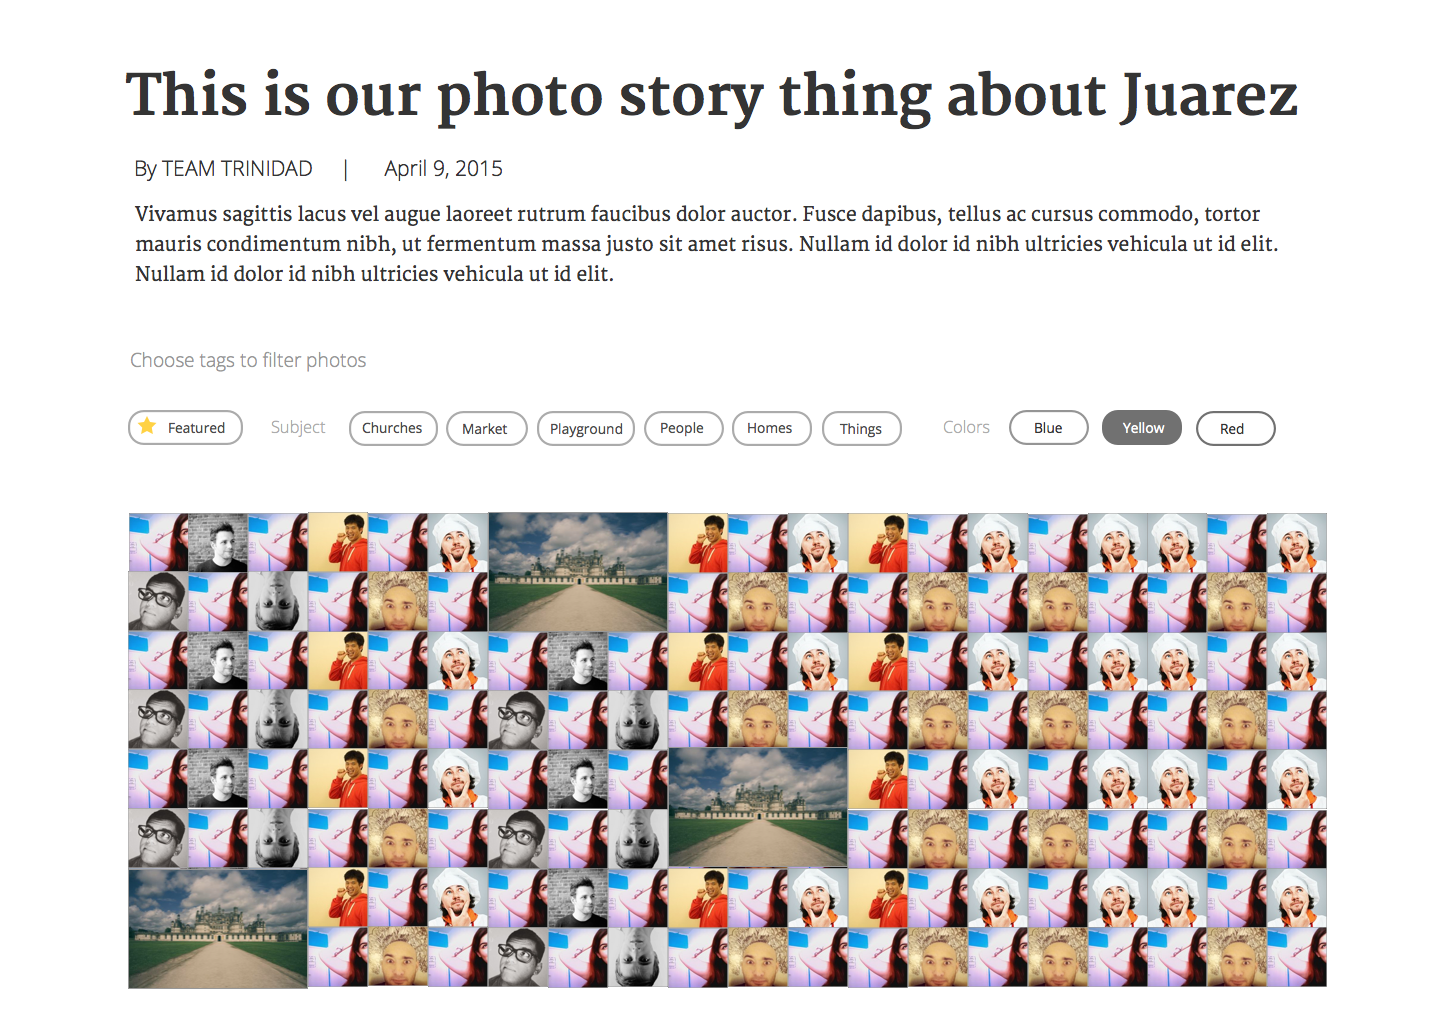 This is our photo story thing about Juarez
By TEAM TRINIDAD | April 9, 2015
Vivamus sagittis lacus vel augue laoreet rutrum faucibus dolor auctor. Fusce dapibus, tellus ac cursus commodo, tortor
mauris condimentum nibh, ut fermentum massa justo sit amet risus. Nullam id dolor id nibh ultricies vehicula ut id elit.
Nullam id dolor id nibh ultricies vehicula ut id elit.
Choose tags to filter photos
Featured Subject Churches Market Playground People Homes Things Colors Blue Yellow Red